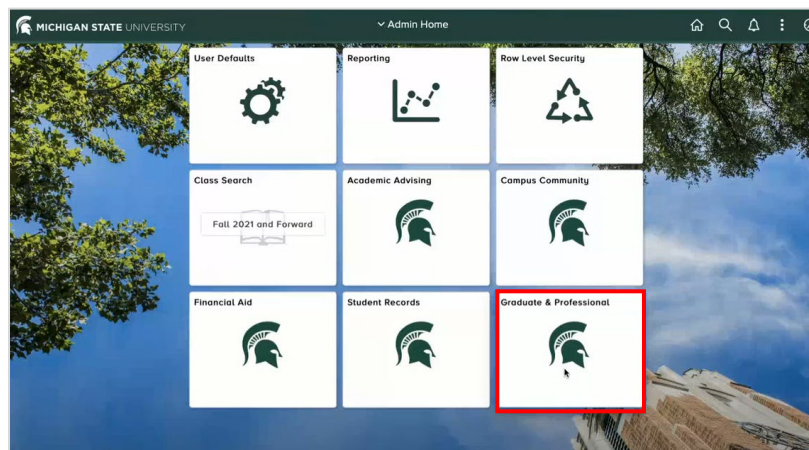 MICHIGAN STATE UNIVERSITY
Admin Home
User Defaults
Reporting
Row Level Security
Class Search
Fall 2021 and Forward
Academic Advising
Campus Community
Financial Aid
Student Records
Graduate & Professional